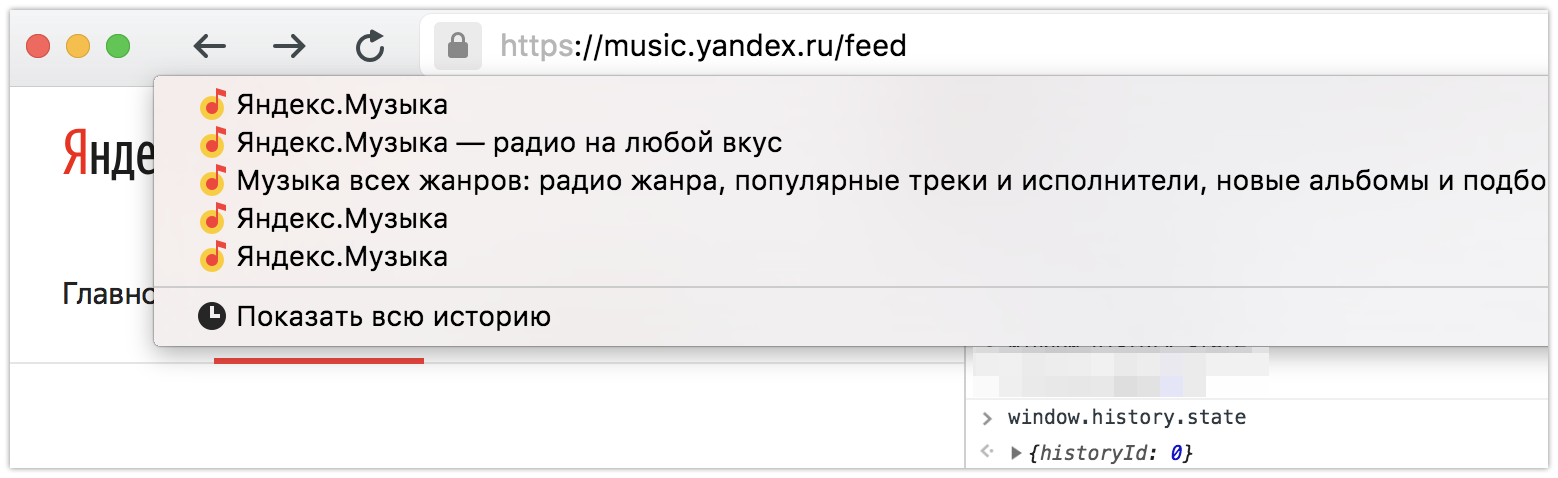 https://music.yandex.ru/feed
Яндекс.Музыка
Яндекс.Музыка — радио на любой вкус
Янде
Музыка всех жанров: радио жанра, популярные треки и исполнители, новые альбомы и подбо
Яндекс.Музыка
Яндекс.Музыка
Главно
Показать всю историю
window.history.state
{historyId: 0}